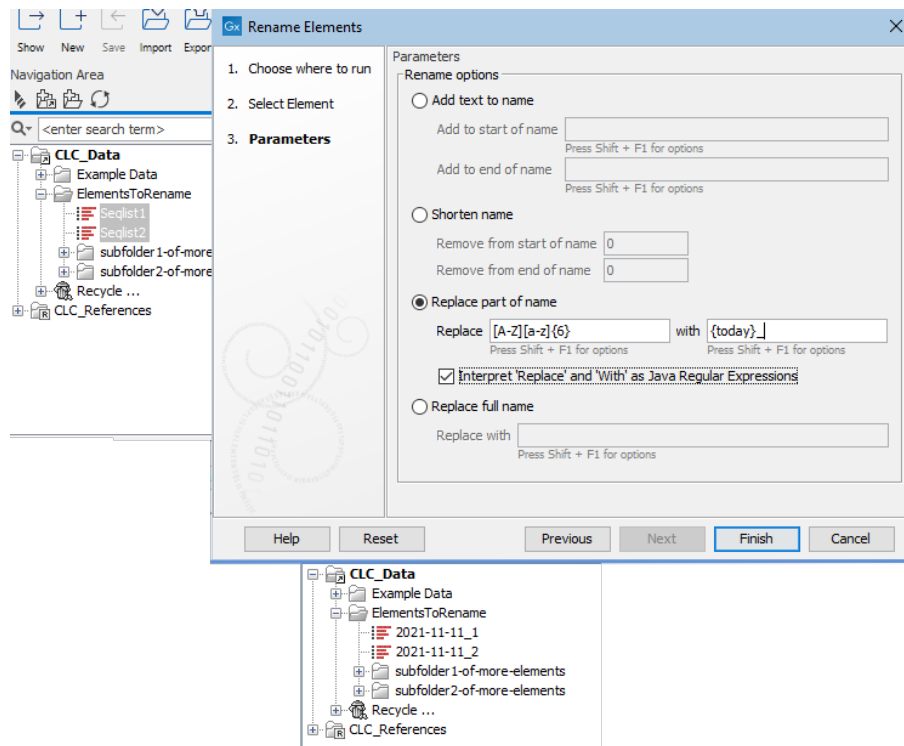 Show New Save Import Expor
Navigation Area
<enter search term>
CLC_Data
Example Data
ElementsToRename
Seqlist1
Seqlist2
subfolder1-of-more
subfolder2-of-more
Recycle ...
CLC_References
Gx Rename Elements
1. Choose where to run
2. Select Element
3. Parameters
Parameters
Rename options
Add text to name
Add to start of name
Press Shift + F1 for options
Add to end of name
Press Shift + F1 for options
Shorten name
Remove from start of name 0
Remove from end of name 0
Replace part of name
Replace [A-Z][a-z]{6} with {today}_
Press Shift + F1 for options Press Shift + F1 for options
Interpret 'Replace' and 'With' as Java Regular Expressions
Replace full name
Replace with
Press Shift + F1 for options
Help Reset Previous Next Finish Cancel
CLC_Data
Example Data
ElementsToRename
2021-11-11_1
2021-11-11_2
subfolder1-of-more-elements
subfolder2-of-more-elements
Recycle ...
CLC_References